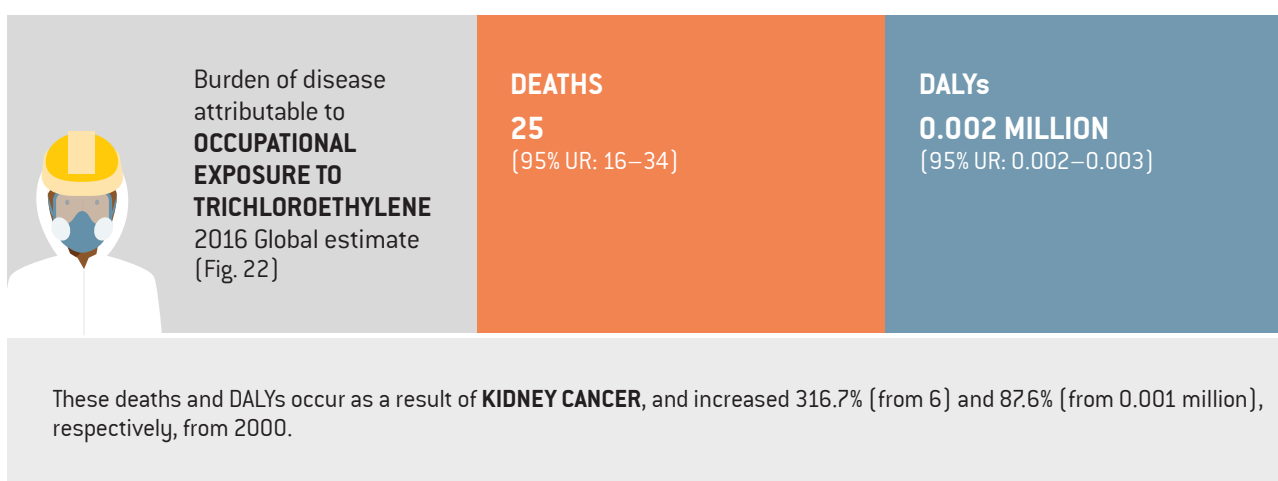 Burden of disease
attributable to
OCCUPATIONAL
EXPOSURE TO
TRICHLOROETHYLENE
2016 Global estimate
(Fig. 22)
DEATHS
25
(95% UR: 16–34)
DALYs
0.002 MILLION
(95% UR: 0.002–0.003)
These deaths and DALYs occur as a result of KIDNEY CANCER, and increased 316.7% (from 6) and 87.6% (from 0.001 million),
respectively, from 2000.